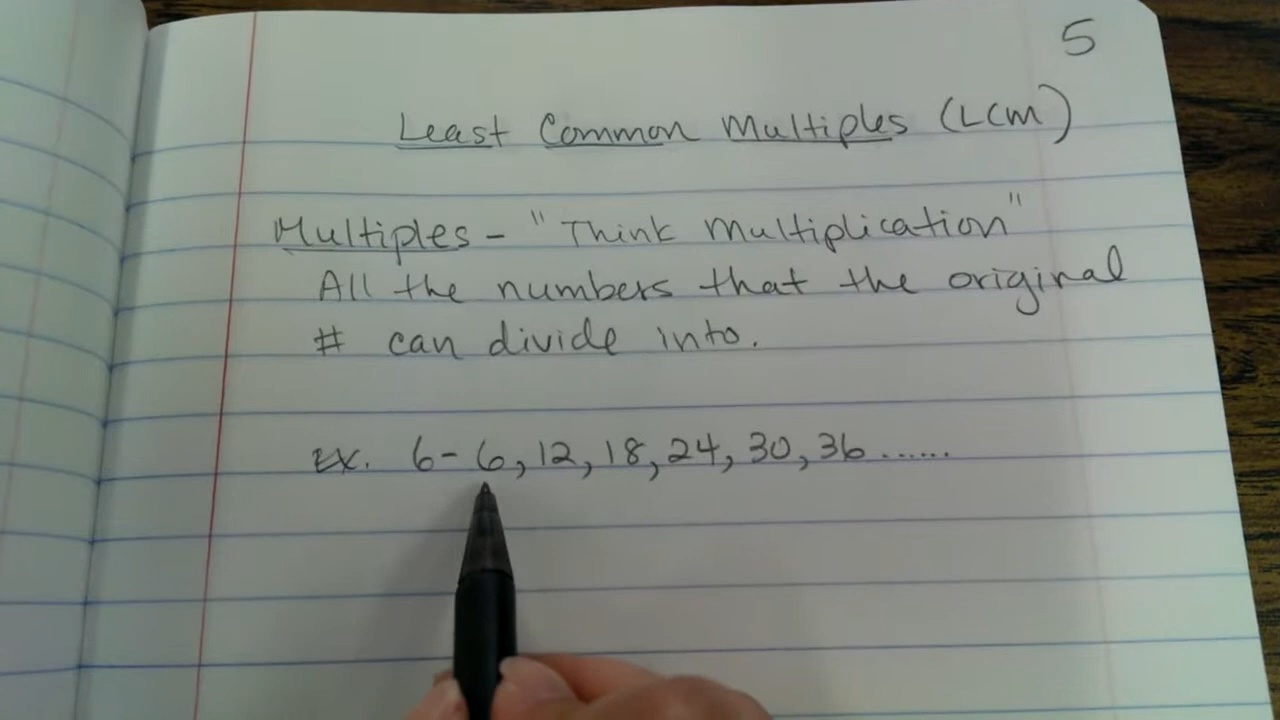 5
Least Common Multiples (LCM)
Multiples - "Think Multiplication"
All the numbers that the original
# can divide into.
Ex. 6 - 6, 12, 18, 24, 30, 36......